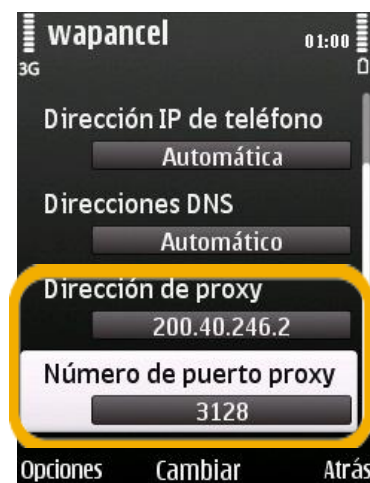 wapancel
01:00
3G
Dirección IP de teléfono
Automática
Direcciones DNS
Automático
Dirección de proxy
200.40.246.2
Número de puerto proxy
3128
Opciones Cambiar Atrás